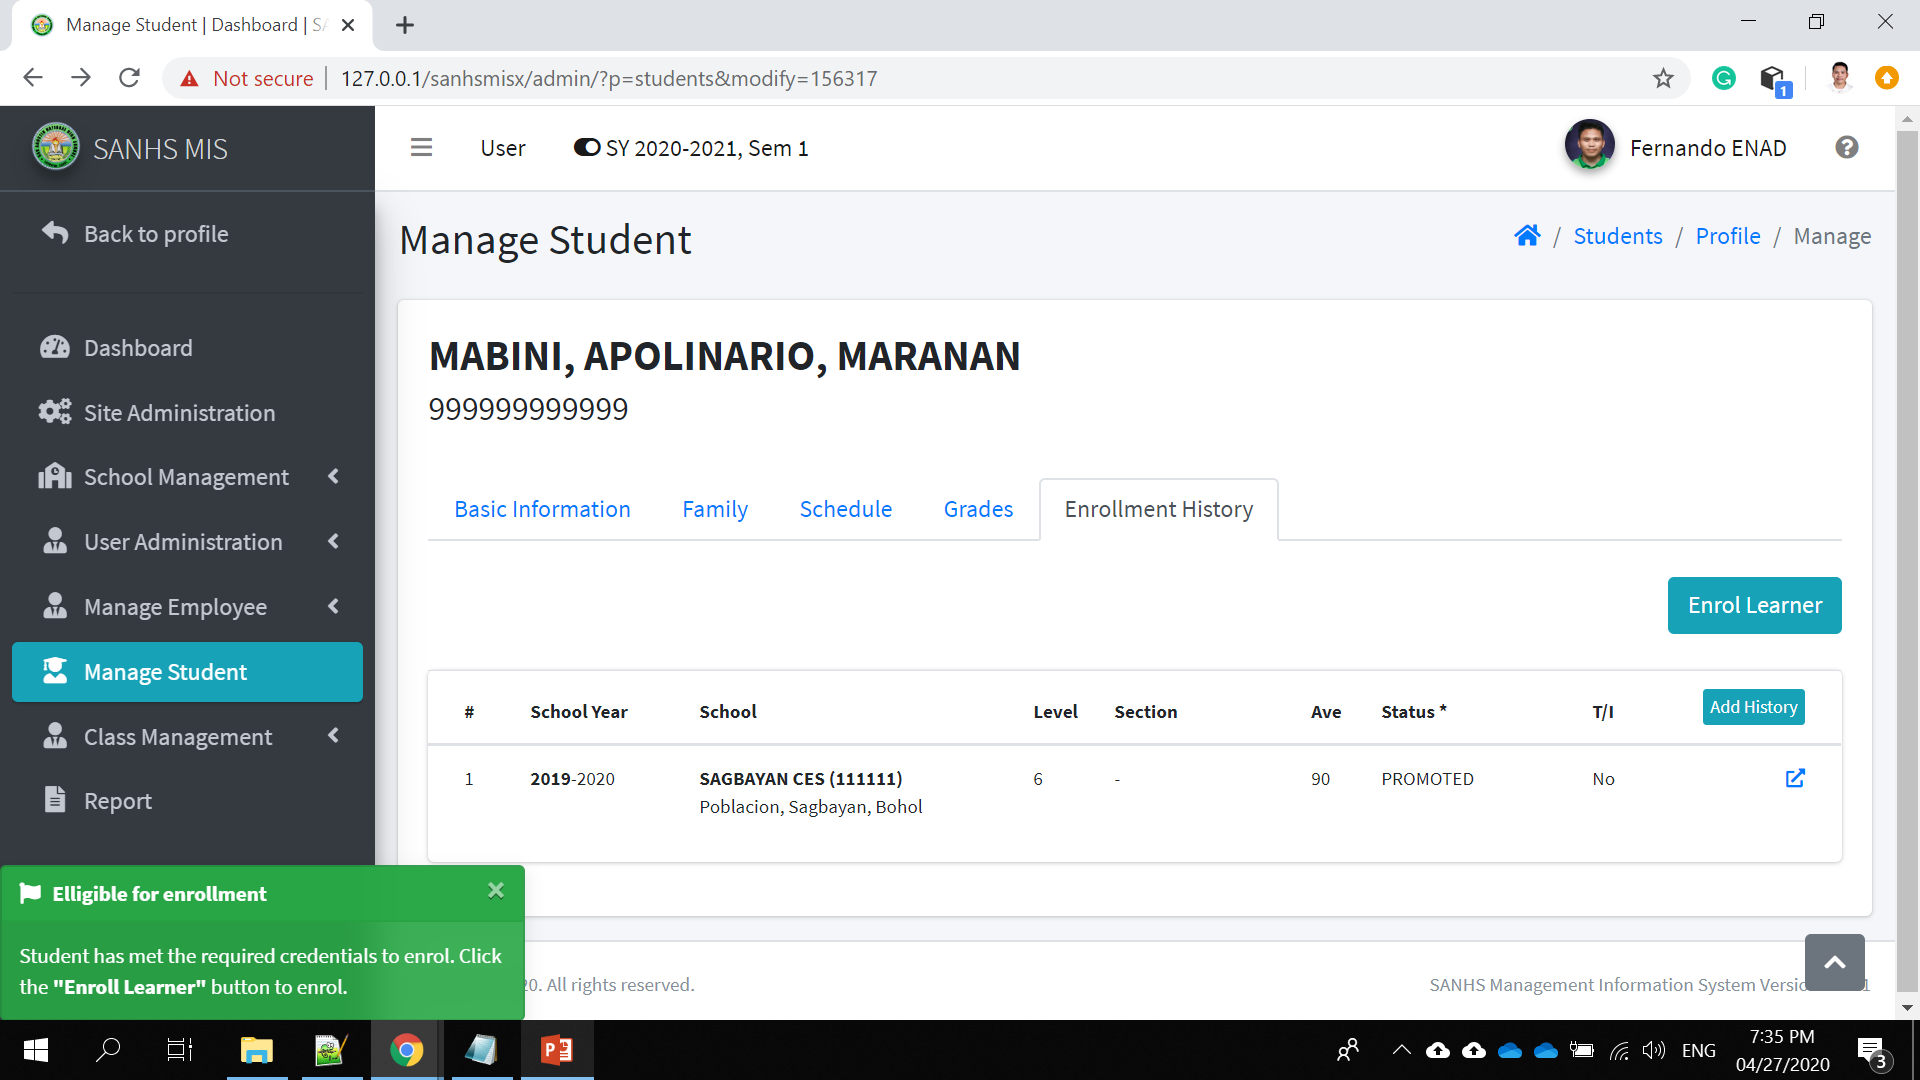 Manage Student | Dashboard | SA
Not secure
127.0.0.1/sanhsmisx/admin/?p=students&modify=156317
1
SANHS MIS
User
SY 2020-2021, Sem 1
Fernando ENAD
Back to profile
Manage Student
/ Students / Profile / Manage
Dashboard
Site Administration
School Management
User Administration
Manage Employee
Manage Student
Class Management
Report
MABINI, APOLINARIO, MARANAN
999999999999
Basic Information Family Schedule Grades Enrollment History
Enrol Learner
# School Year School Level Section Ave Status * T/I Add History
1 2019-2020 SAGBAYAN CES (111111) 6 - 90 PROMOTED No
Poblacion, Sagbayan, Bohol
Elligible for enrollment
Student has met the required credentials to enrol. Click
the "Enroll Learner" button to enrol.
All rights reserved.
SANHS Management Information System
7:35 PM
ENG
04/27/2020
3